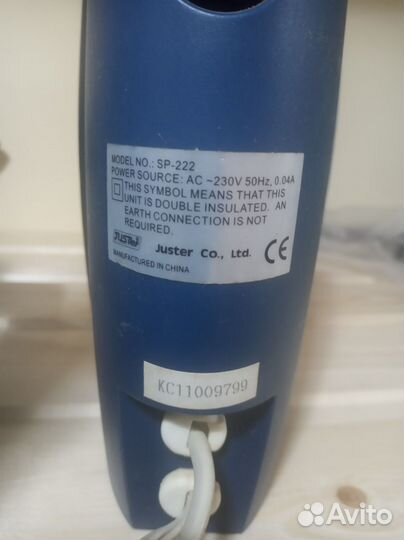 MODEL NO.: SP-222
POWER SOURCE: AC ~230V 50Hz, 0.04A
THIS SYMBOL MEANS THAT THIS
UNIT IS DOUBLE INSULATED. AN
EARTH CONNECTION IS NOT
REQUIRED.
JUSTer Juster Co., Ltd. CE
MANUFACTURED IN CHINA
KC11009799
Avito